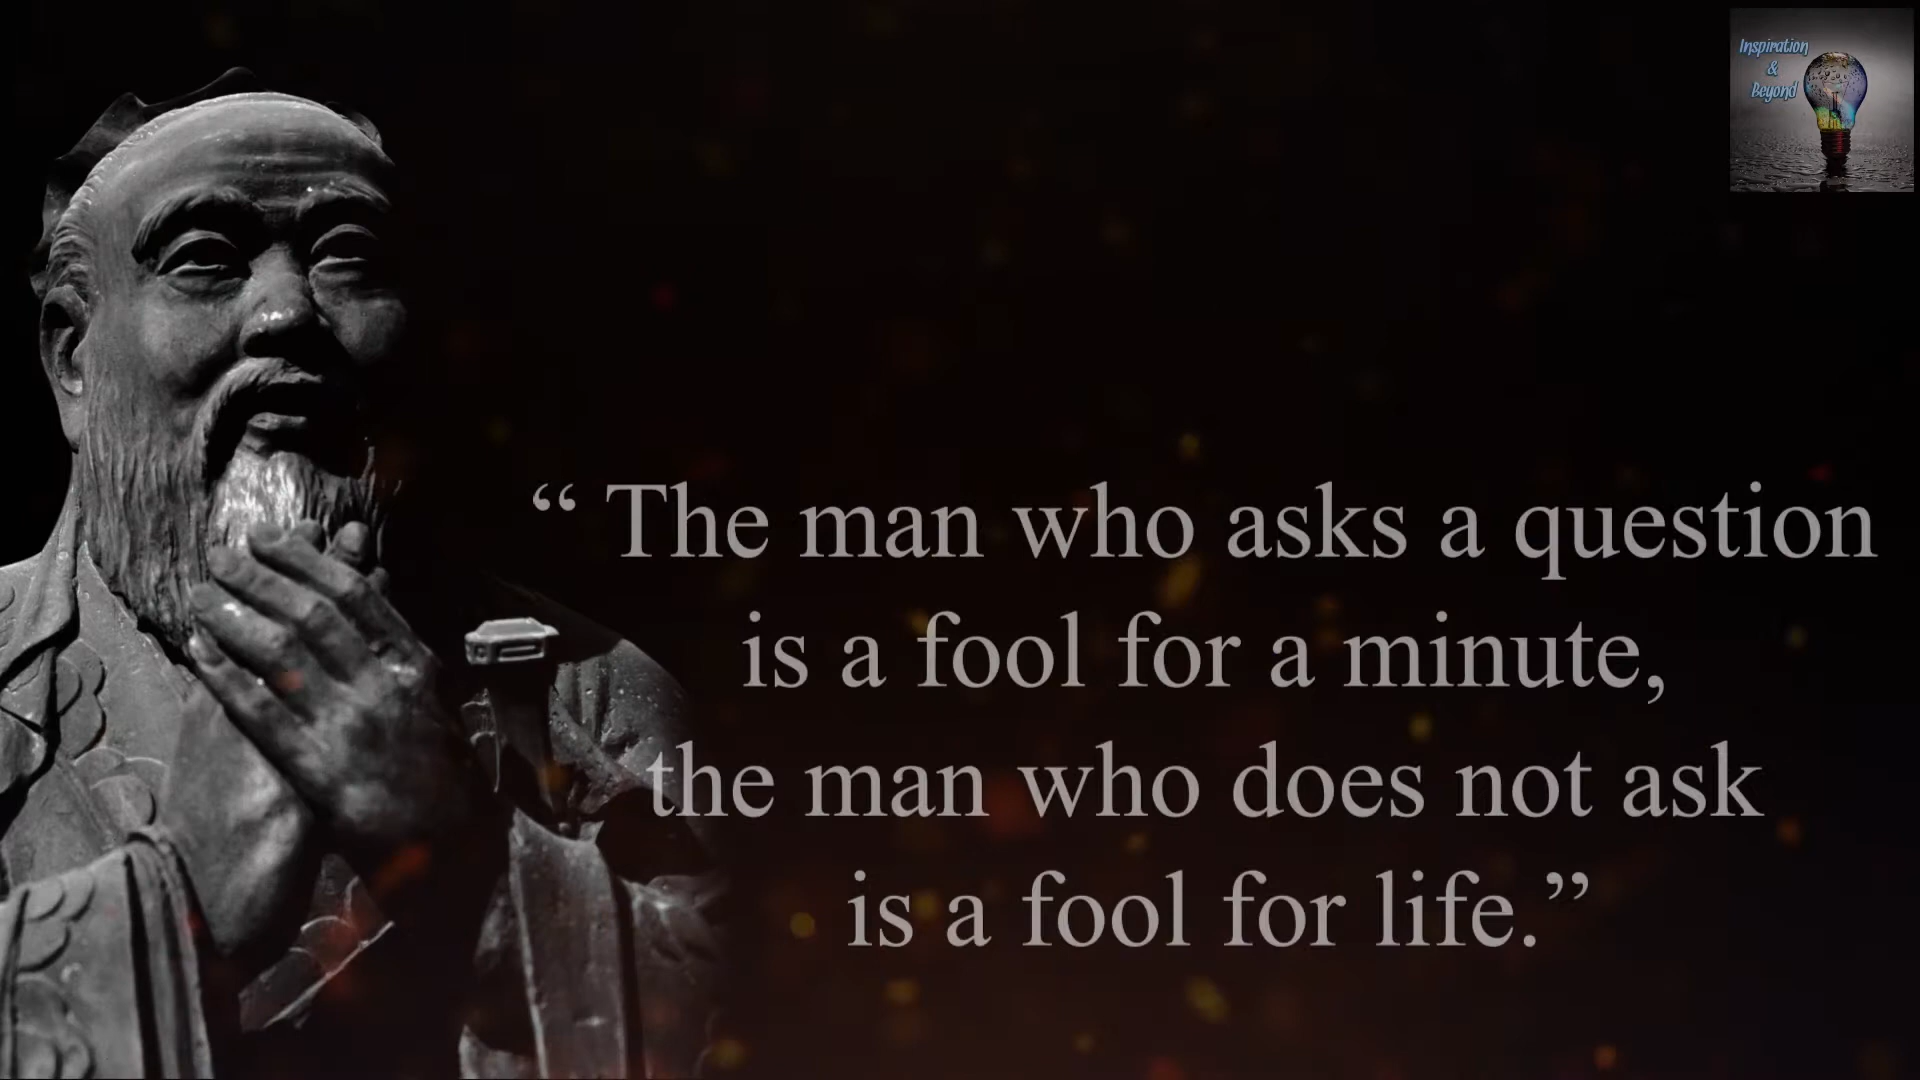 Inspiration
&
Beyond
“ The man who asks a question
is a fool for a minute,
the man who does not ask
is a fool for life.”